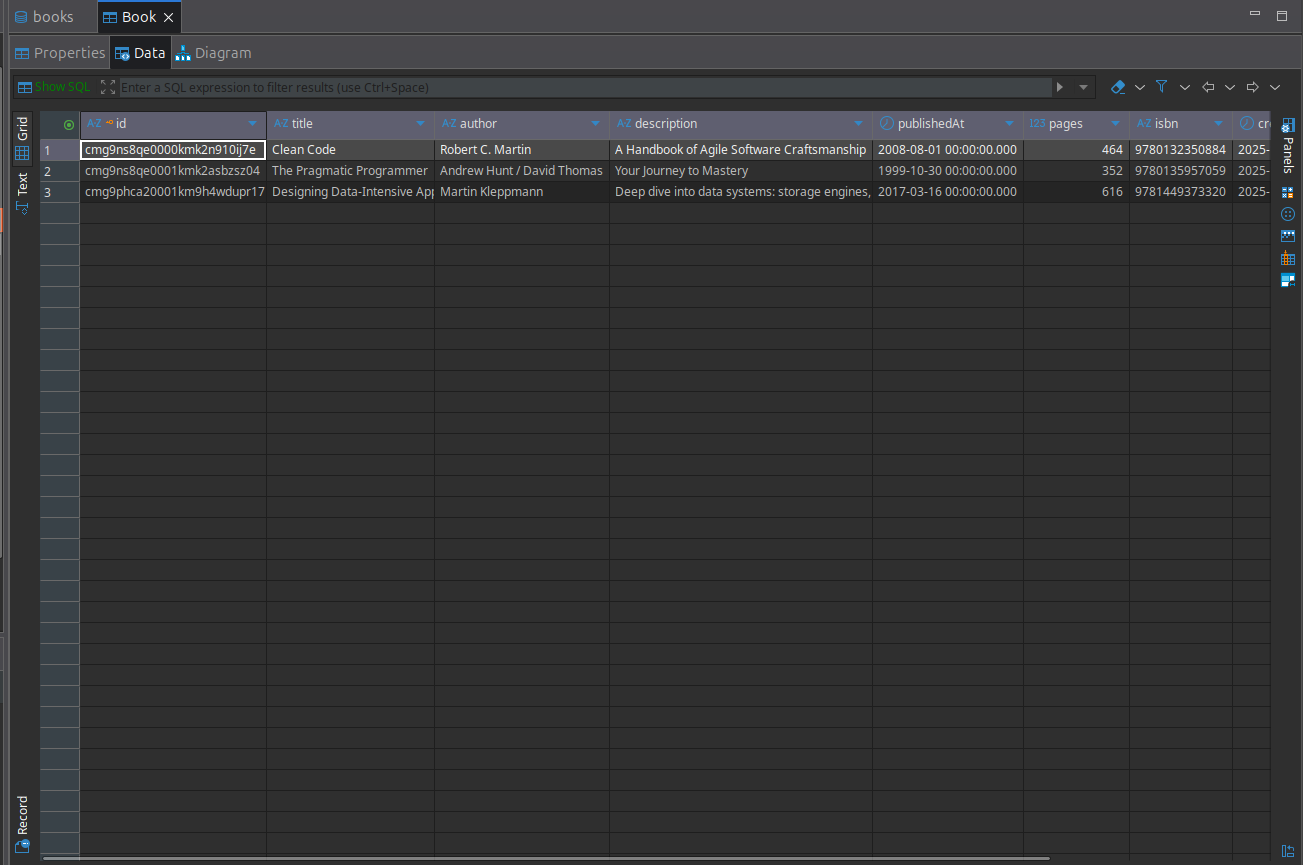 books
Book
Properties
Data
Diagram
Show SQL
Enter a SQL expression to filter results (use Ctrl+Space)
Grid
Text
Record
Panels
A-Z id A-Z title A-Z author A-Z description publishedAt 123 pages A-Z isbn cr
1 cmg9ns8qe0000kmk2n910ij7e Clean Code Robert C. Martin A Handbook of Agile Software Craftsmanship 2008-08-01 00:00:00.000 464 9780132350884 2025-
2 cmg9ns8qe0001kmk2asbzsz04 The Pragmatic Programmer Andrew Hunt / David Thomas Your Journey to Mastery 1999-10-30 00:00:00.000 352 9780135957059 2025-
3 cmg9phca20001km9h4wdupr17 Designing Data-Intensive App Martin Kleppmann Deep dive into data systems: storage engines, 2017-03-16 00:00:00.000 616 9781449373320 2025-